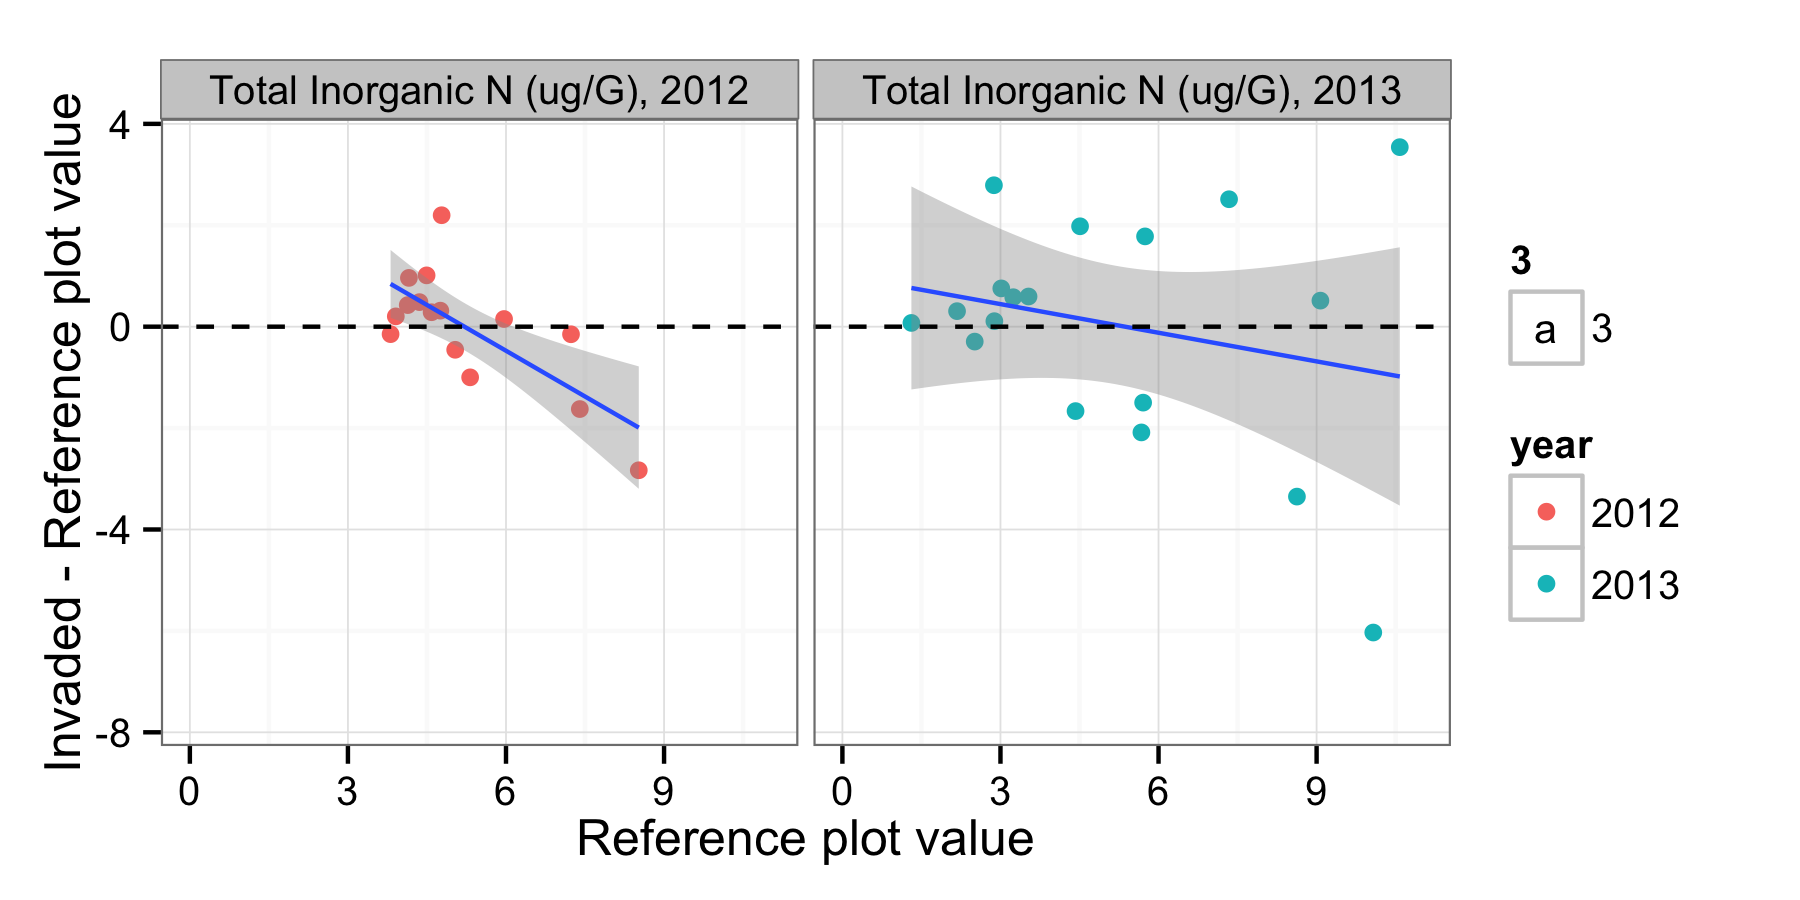 Total Inorganic N (ug/G), 2012
Total Inorganic N (ug/G), 2013
Invaded - Reference plot value
4
0
-4
-8
0 3 6 9
0 3 6 9
Reference plot value
3
a 3
year
2012
2013